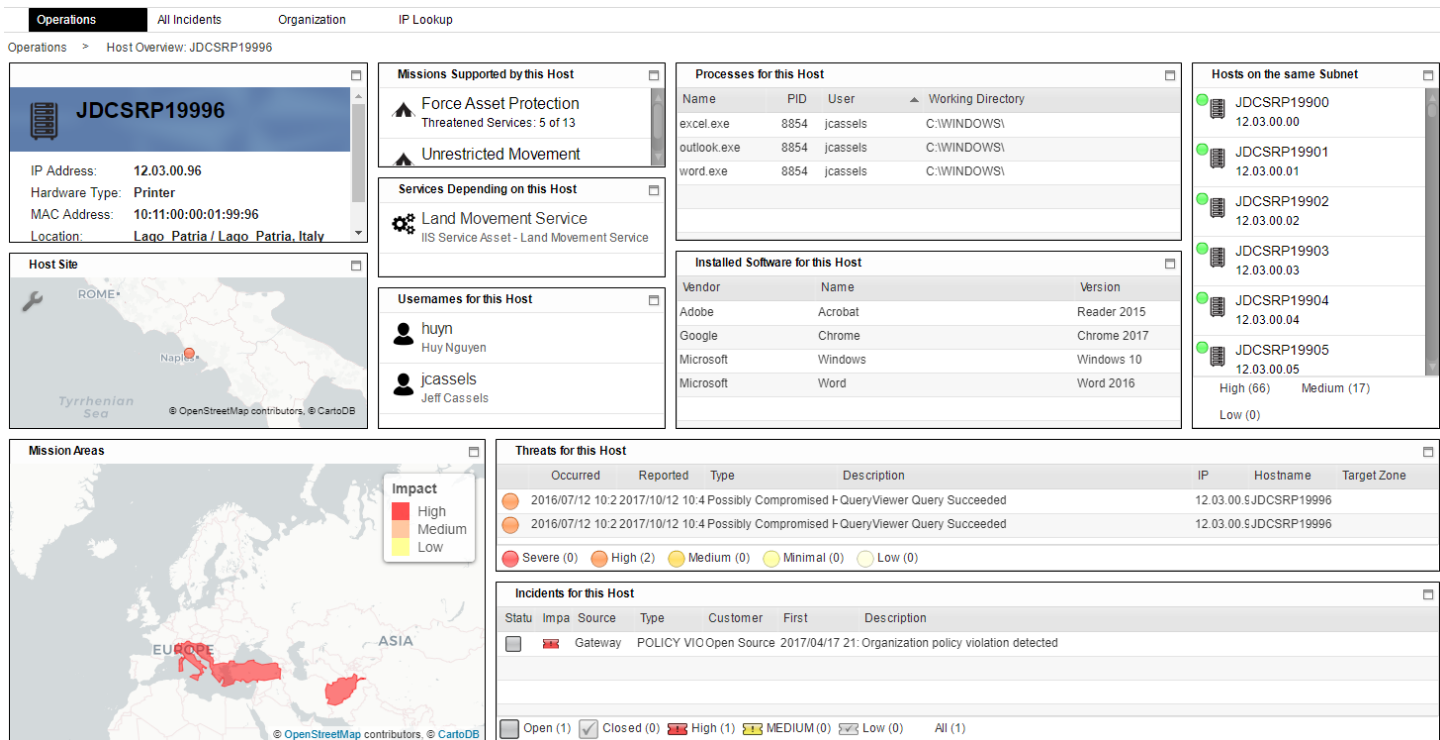 Operations All Incidents Organization IP Lookup
Operations > Host Overview: JDCSRP19996
JDCSRP19996
IP Address: 12.03.00.96
Hardware Type: Printer
MAC Address: 10:11:00:00:01:99:96
Location: Lago Patria / Lago Patria, Italy
Host Site
ROME
Naples
Tyrrhenian
Sea
© OpenStreetMap contributors, © CartoDB
Missions Supported by this Host
Force Asset Protection
Threatened Services: 5 of 13
Unrestricted Movement
Services Depending on this Host
Land Movement Service
IIS Service Asset - Land Movement Service
Usernames for this Host
huyn
Huy Nguyen
jcassels
Jeff Cassels
Processes for this Host
Name PID User Working Directory
excel.exe 8854 jcassels C:\WINDOWS\
outlook.exe 8854 jcassels C:\WINDOWS\
word.exe 8854 jcassels C:\WINDOWS\
Installed Software for this Host
Vendor Name Version
Adobe Acrobat Reader 2015
Google Chrome Chrome 2017
Microsoft Windows Windows 10
Microsoft Word Word 2016
Hosts on the same Subnet
JDCSRP19900
12.03.00.00
JDCSRP19901
12.03.00.01
JDCSRP19902
12.03.00.02
JDCSRP19903
12.03.00.03
JDCSRP19904
12.03.00.04
JDCSRP19905
12.03.00.05
High (66) Medium (17)
Low (0)
Mission Areas
Impact
High
Medium
Low
EUROPE
ASIA
© OpenStreetMap contributors, © CartoDB
Threats for this Host
Occurred Reported Type Description IP Hostname Target Zone
2016/07/12 10:2 2017/10/12 10:4 Possibly Compromised H QueryViewer Query Succeeded 12.03.00.9 JDCSRP19996
2016/07/12 10:2 2017/10/12 10:4 Possibly Compromised H QueryViewer Query Succeeded 12.03.00.9 JDCSRP19996
Severe (0) High (2) Medium (0) Minimal (0) Low (0)
Incidents for this Host
Statu Impa Source Type Customer First Description
Gateway POLICY VIO Open Source 2017/04/17 21: Organization policy violation detected
Open (1) Closed (0) High (1) MEDIUM (0) Low (0) All (1)